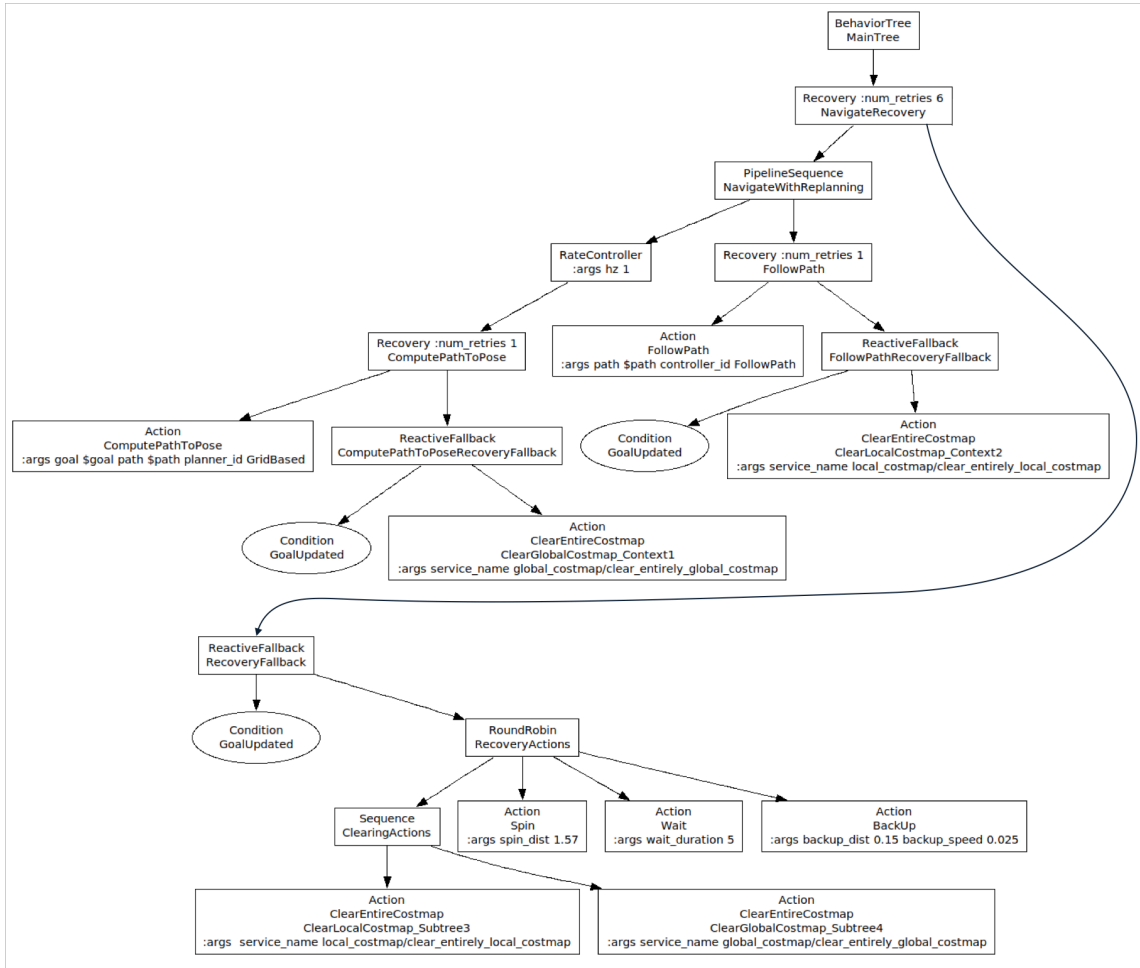 BehaviorTree
MainTree
Recovery :num_retries 6
NavigateRecovery
PipelineSequence
NavigateWithReplanning
RateController
:args hz 1
Recovery :num_retries 1
FollowPath
Recovery :num_retries 1
ComputePathToPose
Action
FollowPath
:args path $path controller_id FollowPath
ReactiveFallback
FollowPathRecoveryFallback
Action
ComputePathToPose
:args goal $goal path $path planner_id GridBased
ReactiveFallback
ComputePathToPoseRecoveryFallback
Condition
GoalUpdated
Action
ClearEntireCostmap
ClearLocalCostmap_Context2
:args service_name local_costmap/clear_entirely_local_costmap
Condition
GoalUpdated
Action
ClearEntireCostmap
ClearGlobalCostmap_Context1
:args service_name global_costmap/clear_entirely_global_costmap
ReactiveFallback
RecoveryFallback
Condition
GoalUpdated
RoundRobin
RecoveryActions
Sequence
ClearingActions
Action
Spin
:args spin_dist 1.57
Action
Wait
:args wait_duration 5
Action
BackUp
:args backup_dist 0.15 backup_speed 0.025
Action
ClearEntireCostmap
ClearLocalCostmap_Subtree3
:args  service_name local_costmap/clear_entirely_local_costmap
Action
ClearEntireCostmap
ClearGlobalCostmap_Subtree4
:args service_name global_costmap/clear_entirely_global_costmap